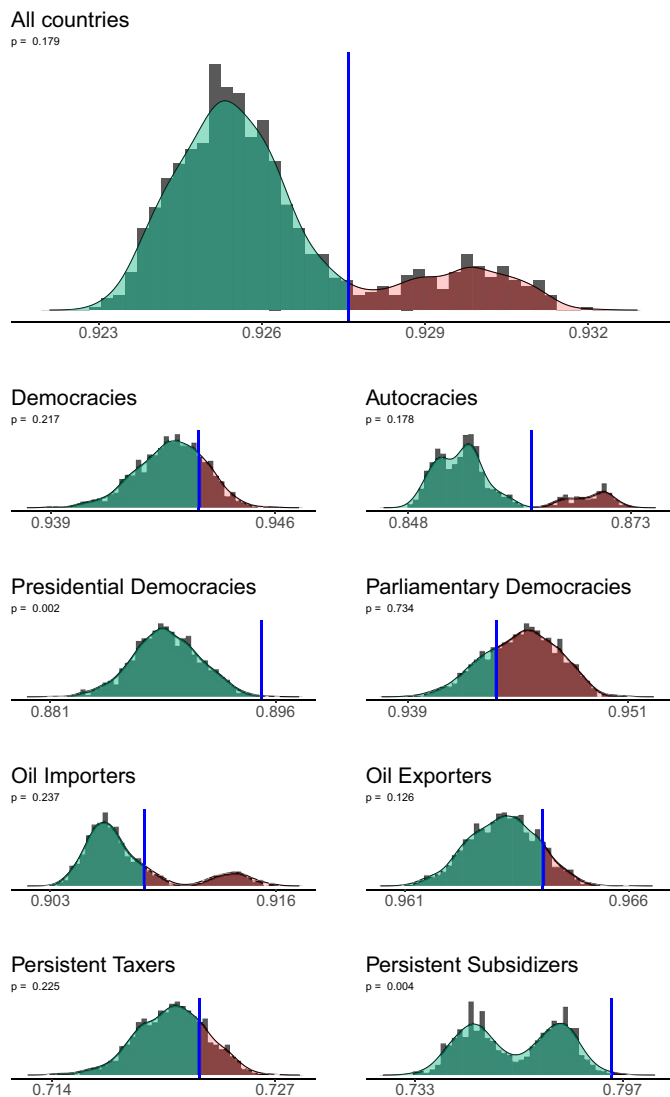 All countries
p = 0.179
0.923 0.926 0.929 0.932
Democracies
p = 0.217
0.939 0.946
Autocracies
p = 0.178
0.848 0.873
Presidential Democracies
p = 0.002
0.881 0.896
Parliamentary Democracies
p = 0.734
0.939 0.951
Oil Importers
p = 0.237
0.903 0.916
Oil Exporters
p = 0.126
0.961 0.966
Persistent Taxers
p = 0.225
0.714 0.727
Persistent Subsidizers
p = 0.004
0.733 0.797